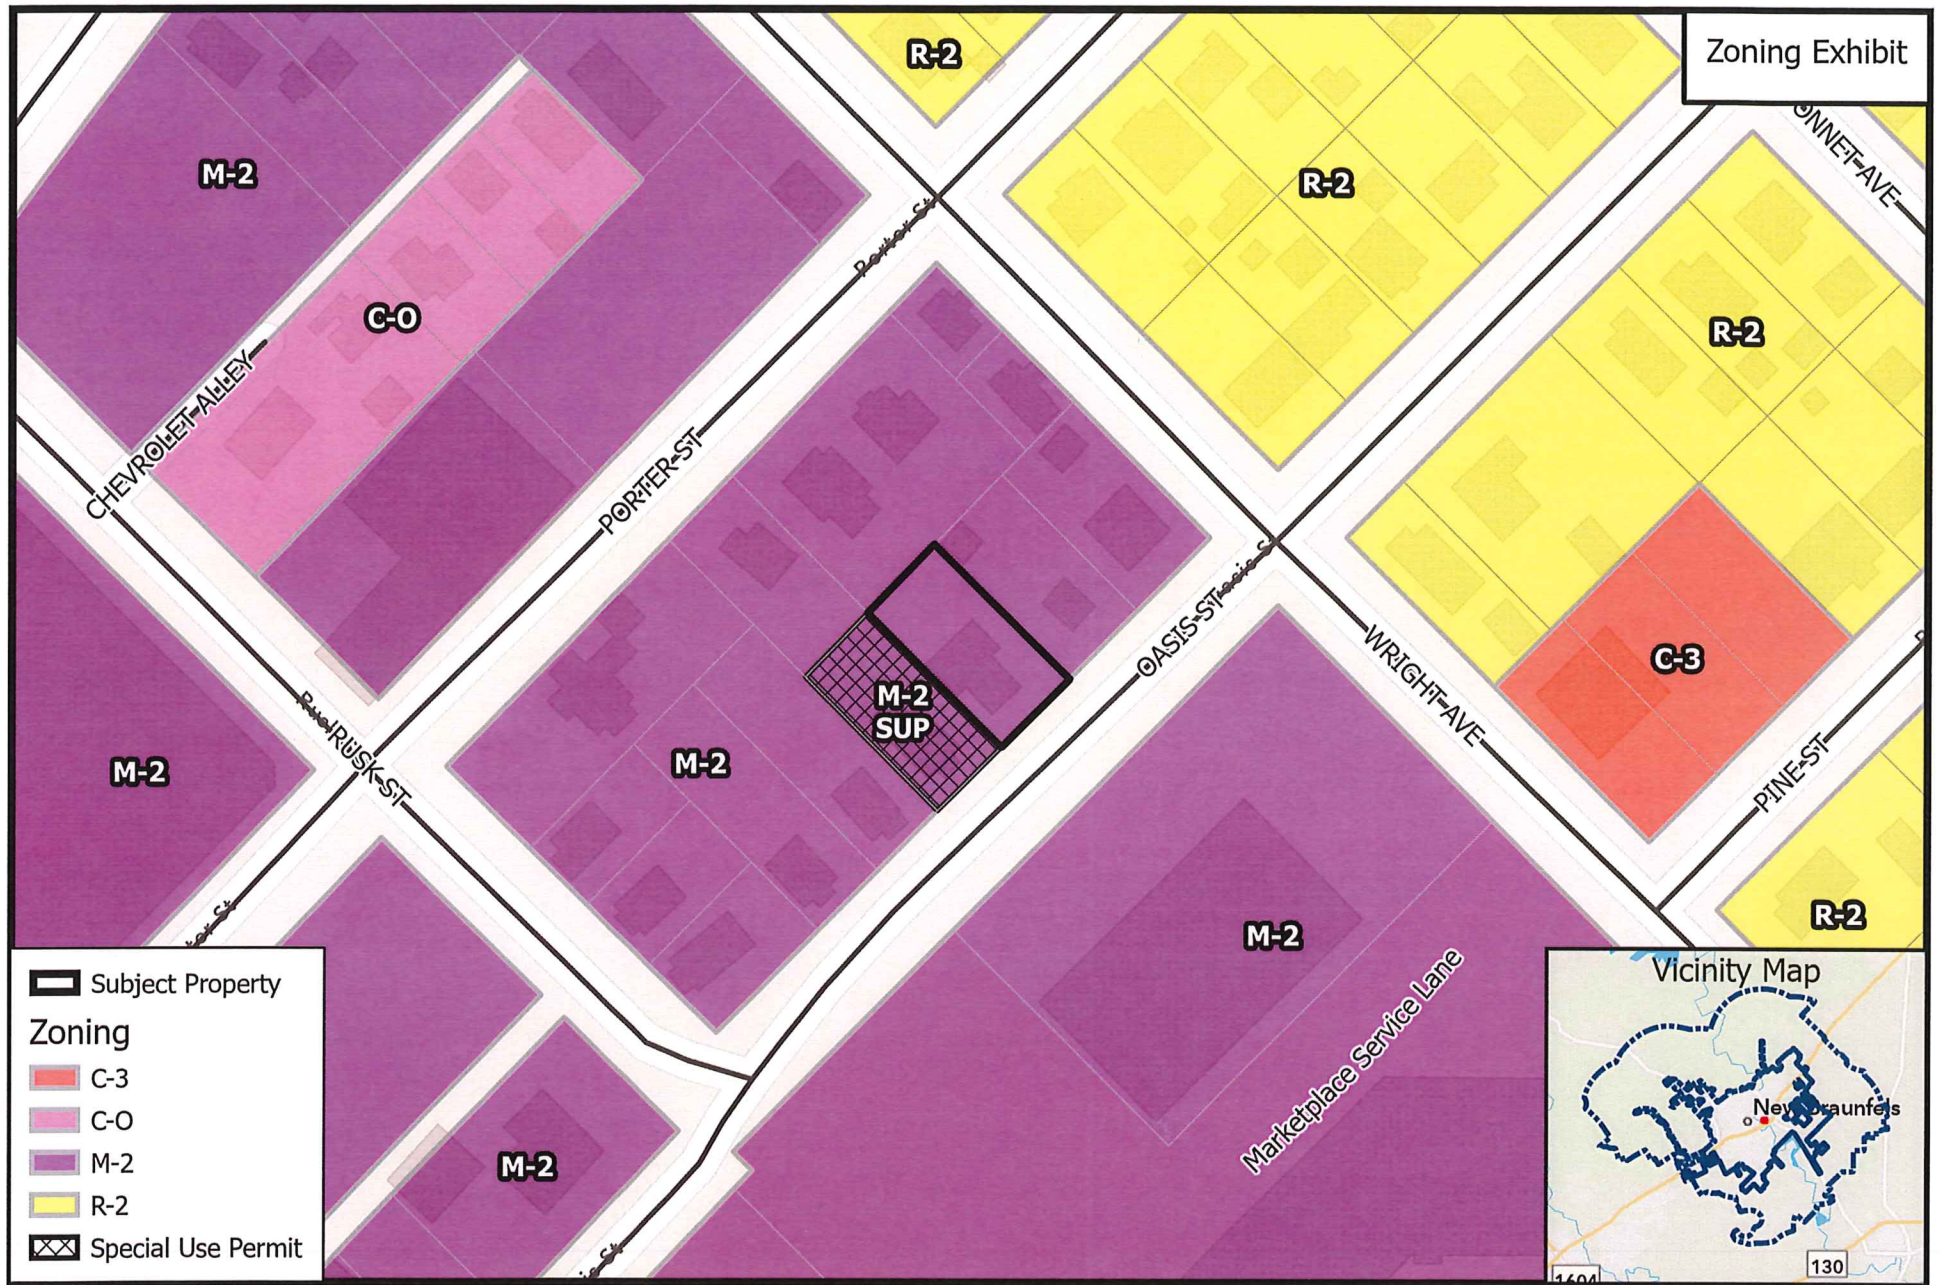 Zoning Exhibit
R-2
M-2
R-2
ONNET-AVE
Porter St
C-O
R-2
CHEVROLET-ALLEY
PORTER-ST
OASIS-ST
WRIGHT-AVE
C-3
M-2
SUP
RUSK-ST
M-2
M-2
PINE-ST
R-2
M-2
Marketplace Service Lane
M-2
Subject Property
Zoning
C-3
C-O
M-2
R-2
Special Use Permit
Vicinity Map
New Braunfels
130
1604